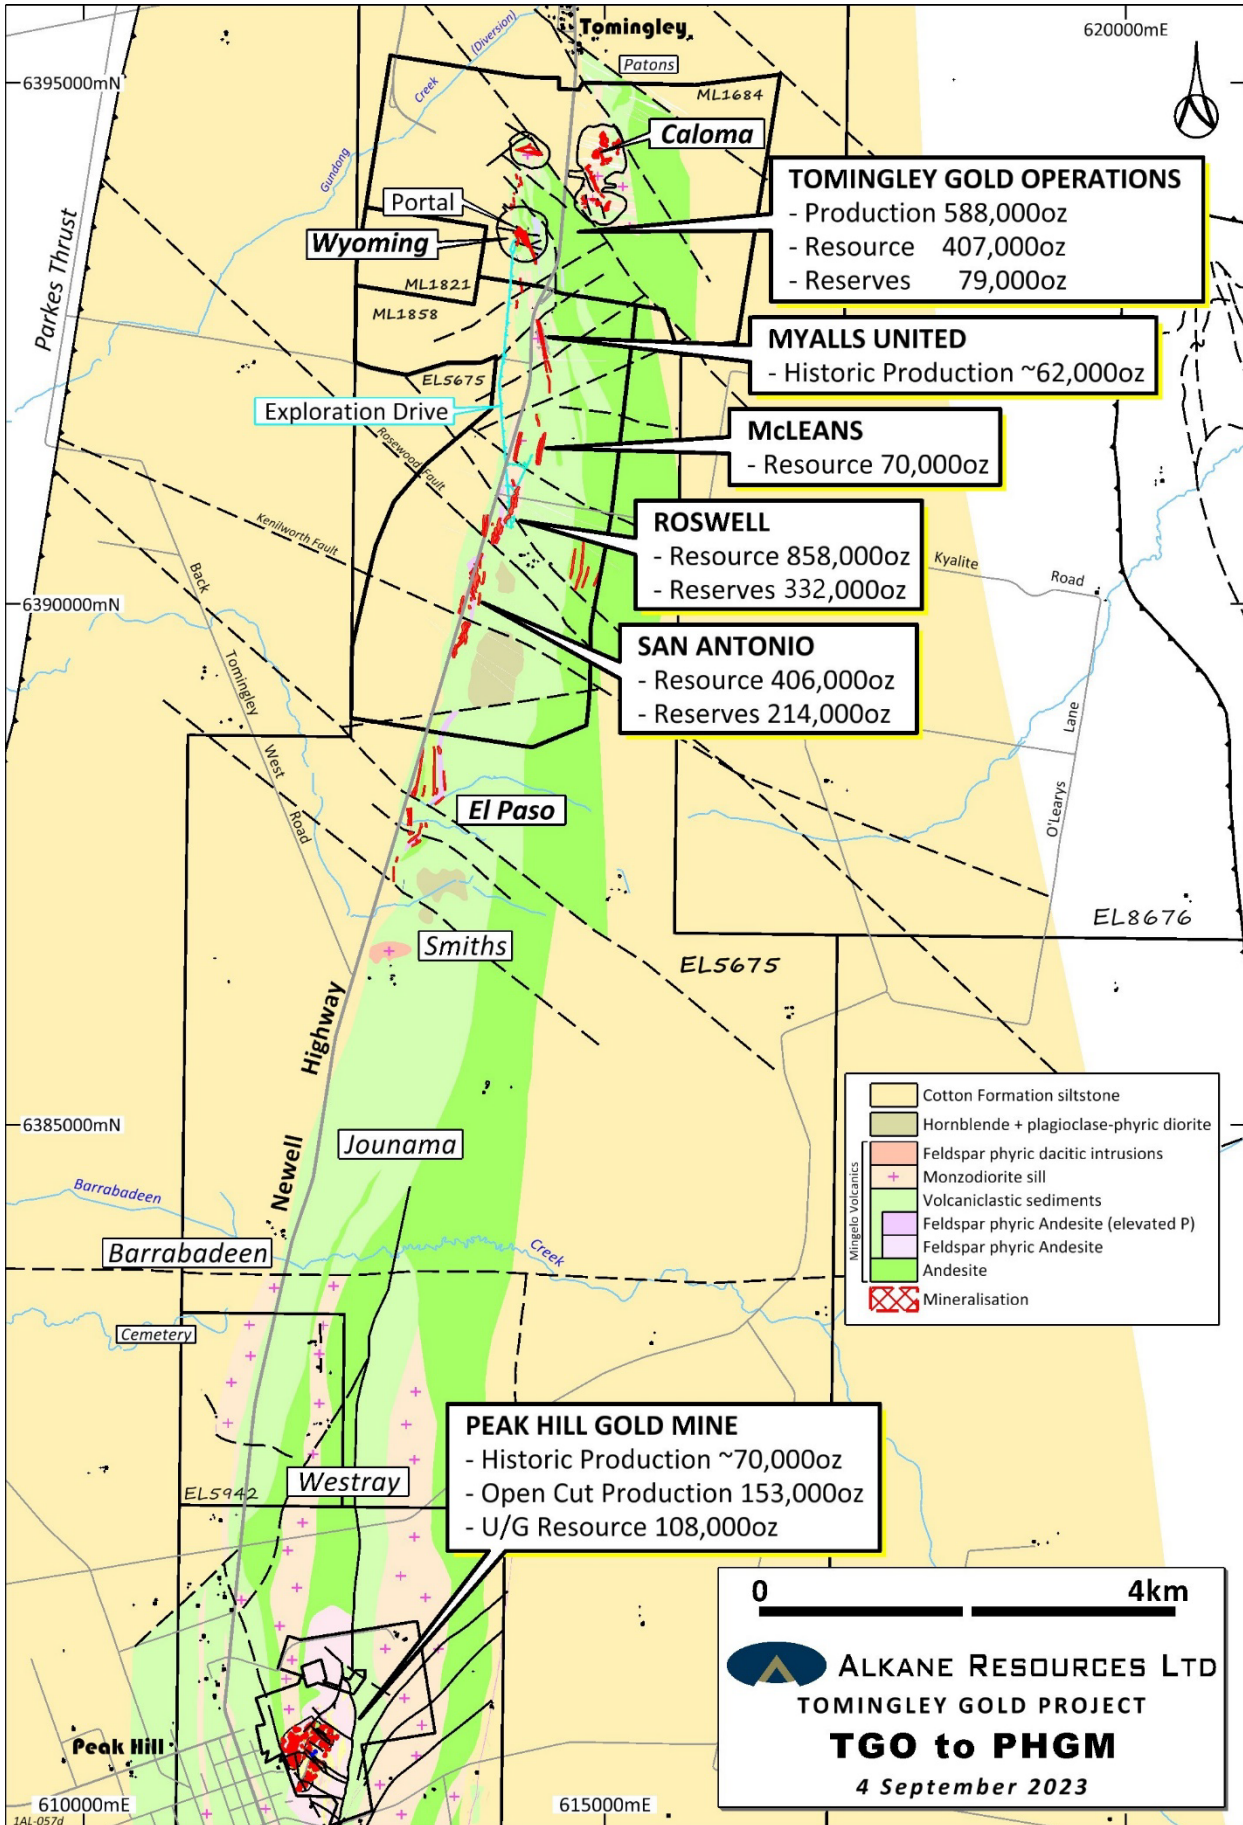 Tomingley
620000mE
(Diversion)
Patons
6395000mN
ML1684
Creek
Caloma
Gundong
TOMINGLEY GOLD OPERATIONS
- Production 588,000oz
- Resource 407,000oz
- Reserves 79,000oz
Portal
Wyoming
Parkes Thrust
ML1821
ML1858
MYALLS UNITED
- Historic Production ~62,000oz
EL5675
Exploration Drive
McLEANS
- Resource 70,000oz
Rosewood Fault
ROSWELL
- Resource 858,000oz
- Reserves 332,000oz
Kenilworth Fault
Kyalite
Road
Back
6390000mN
SAN ANTONIO
- Resource 406,000oz
- Reserves 214,000oz
Tomingley
Lane
West
El Paso
Road
O'Learys
EL8676
Smiths
EL5675
Highway
Cotton Formation siltstone
Hornblende + plagioclase-phyric diorite
Feldspar phyric dacitic intrusions
Monzodiorite sill
Volcaniclastic sediments
Feldspar phyric Andesite (elevated P)
Feldspar phyric Andesite
Andesite
Mineralisation
Mingelo Volcanics
6385000mN
Jounama
Newell
Barrabadeen
Barrabadeen
Creek
Cemetery
PEAK HILL GOLD MINE
- Historic Production ~70,000oz
- Open Cut Production 153,000oz
- U/G Resource 108,000oz
Westray
EL5942
0 4km
ALKANE RESOURCES LTD
TOMINGLEY GOLD PROJECT
TGO to PHGM
4 September 2023
Peak Hill
610000mE
615000mE
1AL-057d